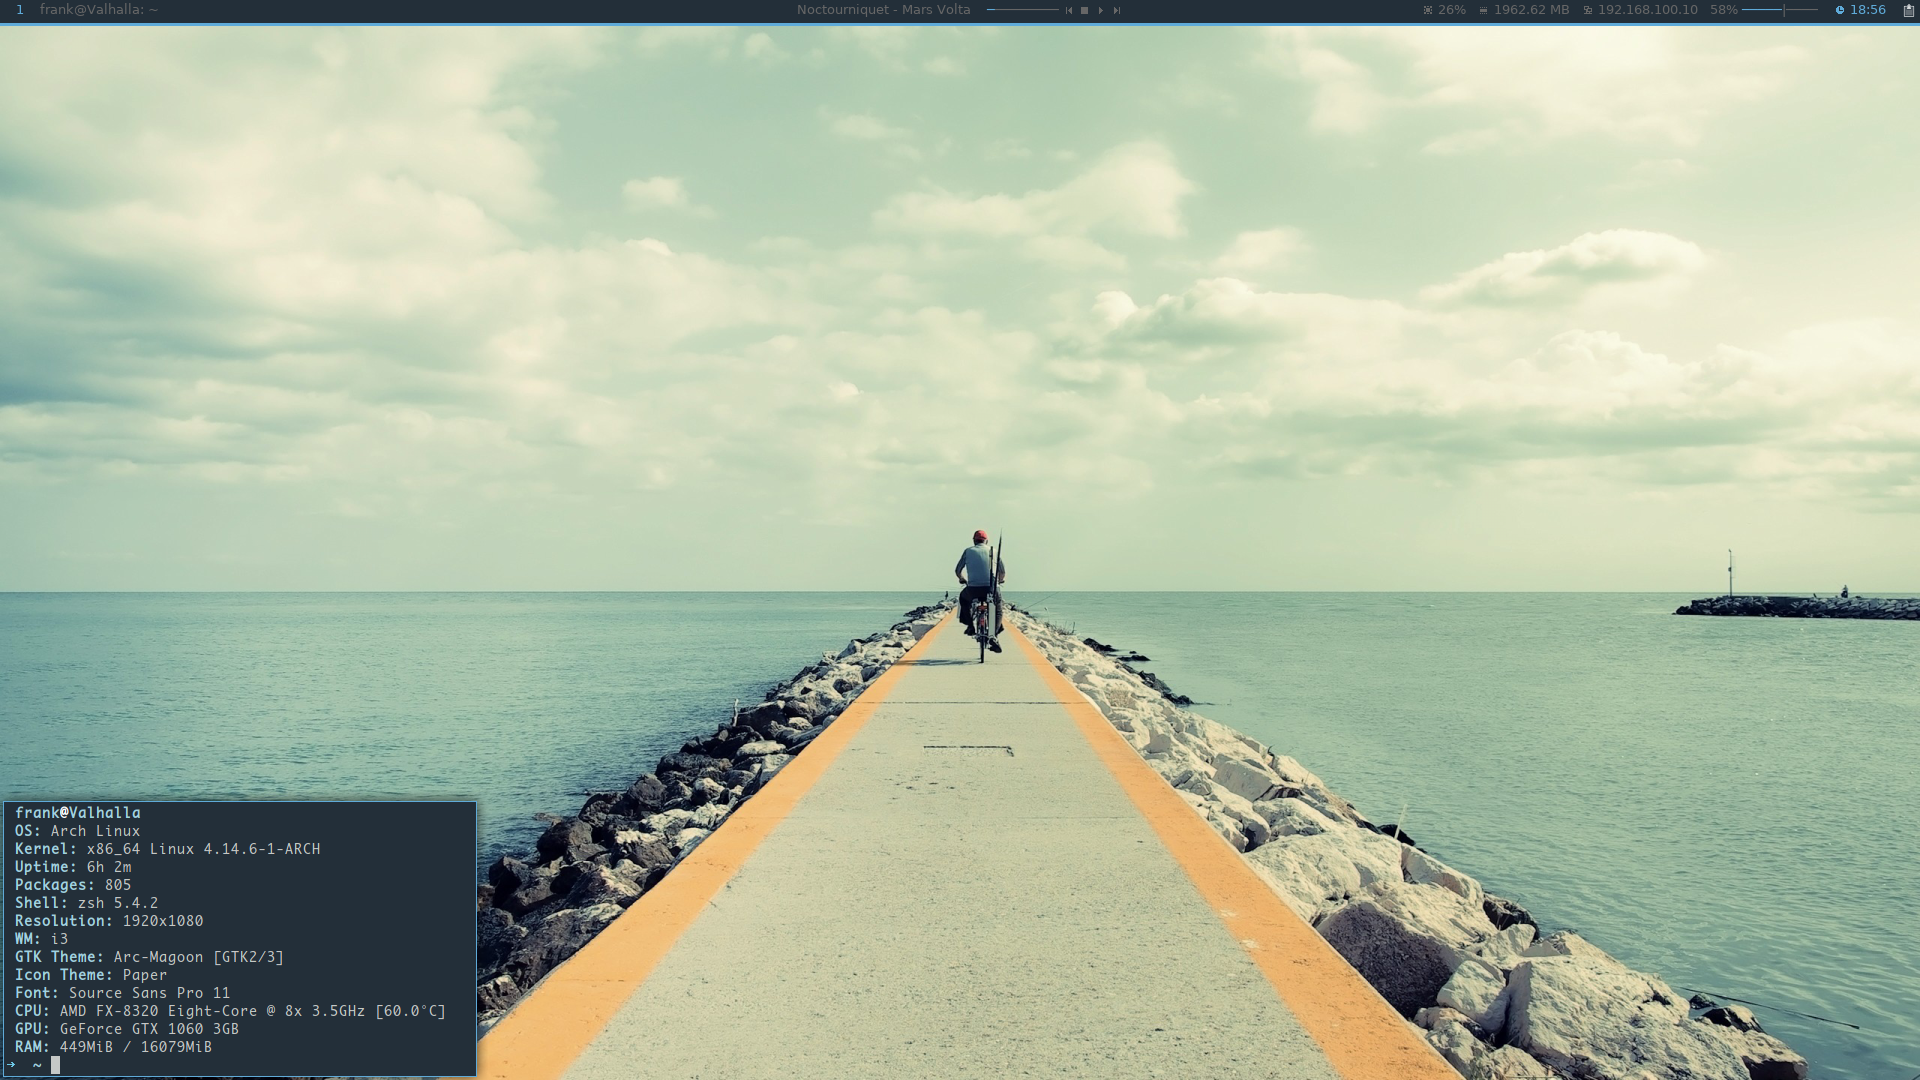 1 frank@Valhalla: ~ Noctourniquet - Mars Volta 26% 1962.62 MB 192.168.100.10 58% 18:56
frank@Valhalla
OS: Arch Linux
Kernel: x86_64 Linux 4.14.6-1-ARCH
Uptime: 6h 2m
Packages: 805
Shell: zsh 5.4.2
Resolution: 1920x1080
WM: i3
GTK Theme: Arc-Magoon [GTK2/3]
Icon Theme: Paper
Font: Source Sans Pro 11
CPU: AMD FX-8320 Eight-Core @ 8x 3.5GHz [60.0°C]
GPU: GeForce GTX 1060 3GB
RAM: 449MiB / 16079MiB
➜ ~